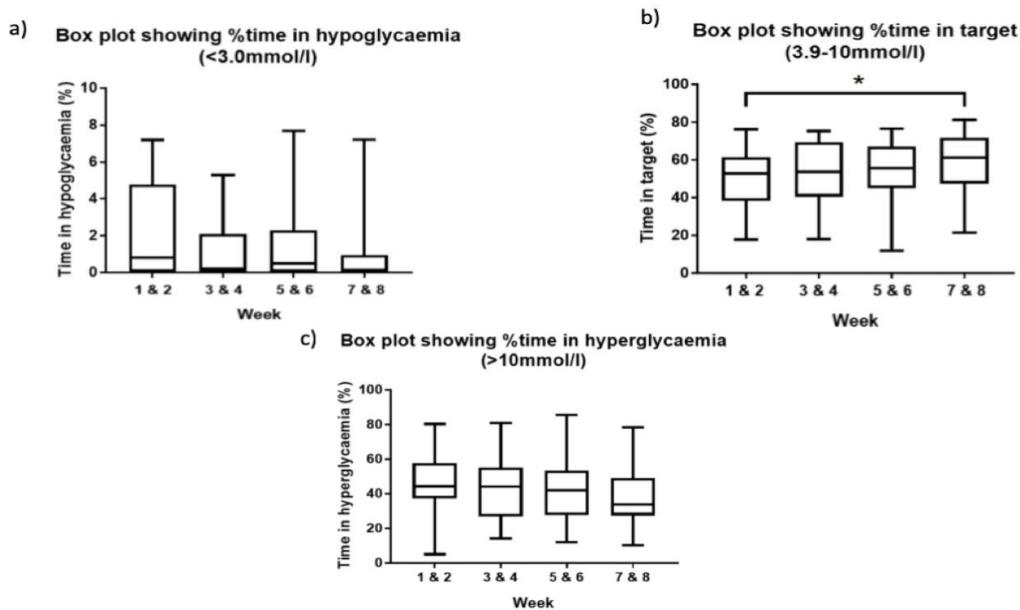 a)
Box plot showing %time in hypoglycaemia
(<3.0mmol/l)
Time in hypoglycaemia (%)
10
8
6
4
2
0
1 & 2 3 & 4 5 & 6 7 & 8
Week
b)
Box plot showing %time in target
(3.9-10mmol/l)
Time in target (%)
100
80
60
40
20
0
*
1 & 2 3 & 4 5 & 6 7 & 8
Week
c)
Box plot showing %time in hyperglycaemia
(>10mmol/l)
Time in hyperglycaemia (%)
100
80
60
40
20
0
1 & 2 3 & 4 5 & 6 7 & 8
Week